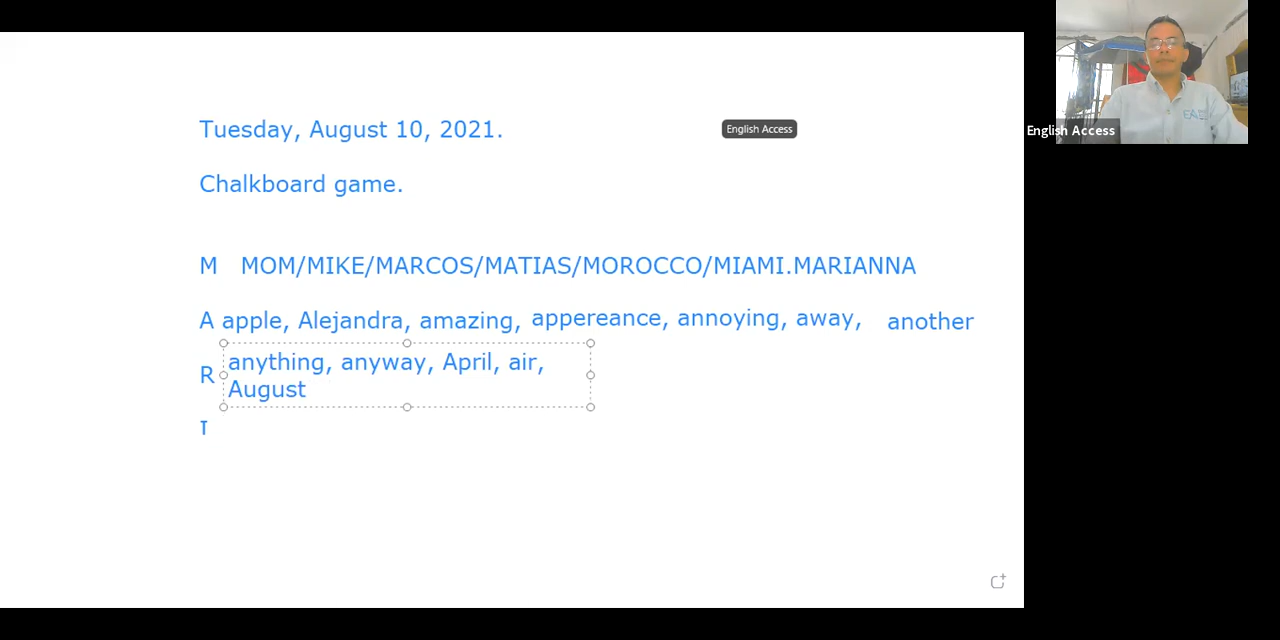 Tuesday, August 10, 2021.
English Access
English Access
Chalkboard game.
M MOM/MIKE/MARCOS/MATIAS/MOROCCO/MIAMI.MARIANNA
A apple, Alejandra, amazing, appereance, annoying, away, another
R anything, anyway, April, air,
August